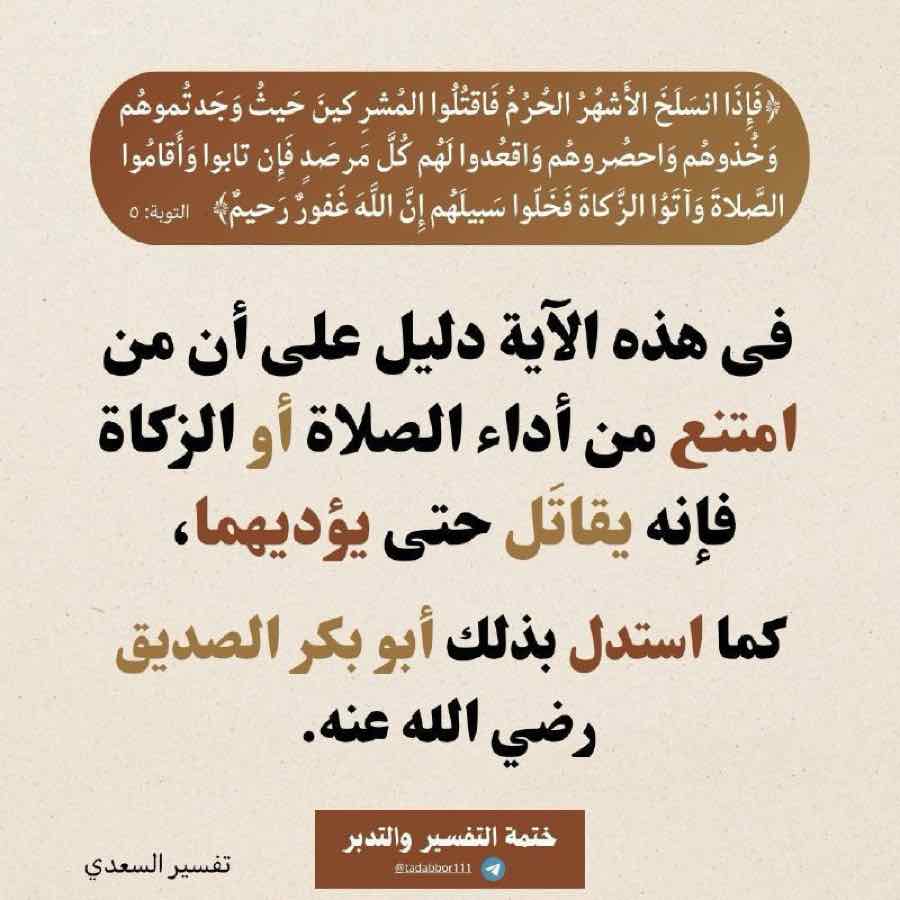 ﴿فَإِذَا انسَلَخَ الأَشهُرُ الحُرُمُ فَاقتُلُوا المُشرِكينَ حَيثُ وَجَدتُموهُم
وَخُذوهُم وَاحصُروهُم وَاقعُدوا لَهُم كُلَّ مَرصَدٍ فَإِن تابوا وَأَقامُوا
الصَّلاةَ وَآتَوُا الزَّكاةَ فَخَلّوا سَبيلَهُم إِنَّ اللَّهَ غَفورٌ رَحيمٌ﴾ التوبة: ٥
في هذه الآية دليل على أن من
امتنع من أداء الصلاة أو الزكاة
فإنه يقاتَل حتى يؤديهما،
كما استدل بذلك أبو بكر الصديق
رضي الله عنه.
ختمة التفسير والتدبر
@tadabbor111
تفسير السعدي